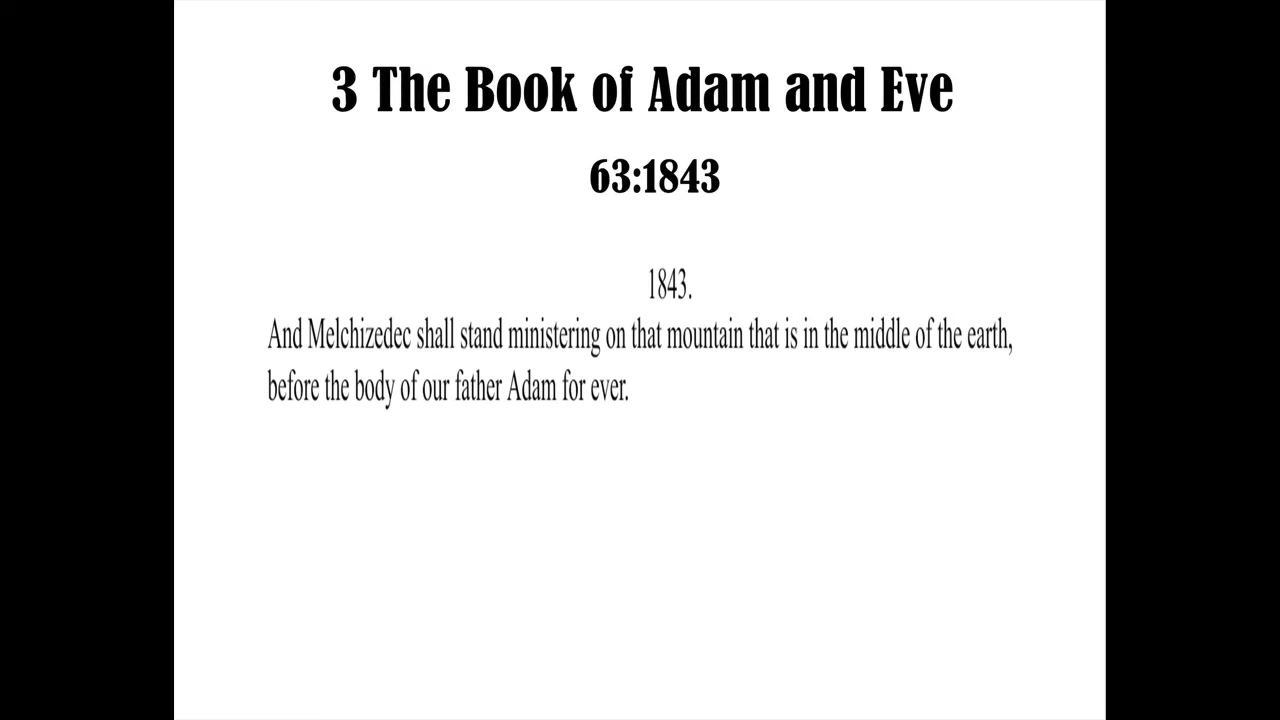 3 The Book of Adam and Eve
63:1843
1843.
And Melchizedec shall stand ministering on that mountain that is in the middle of the earth,
before the body of our father Adam for ever.